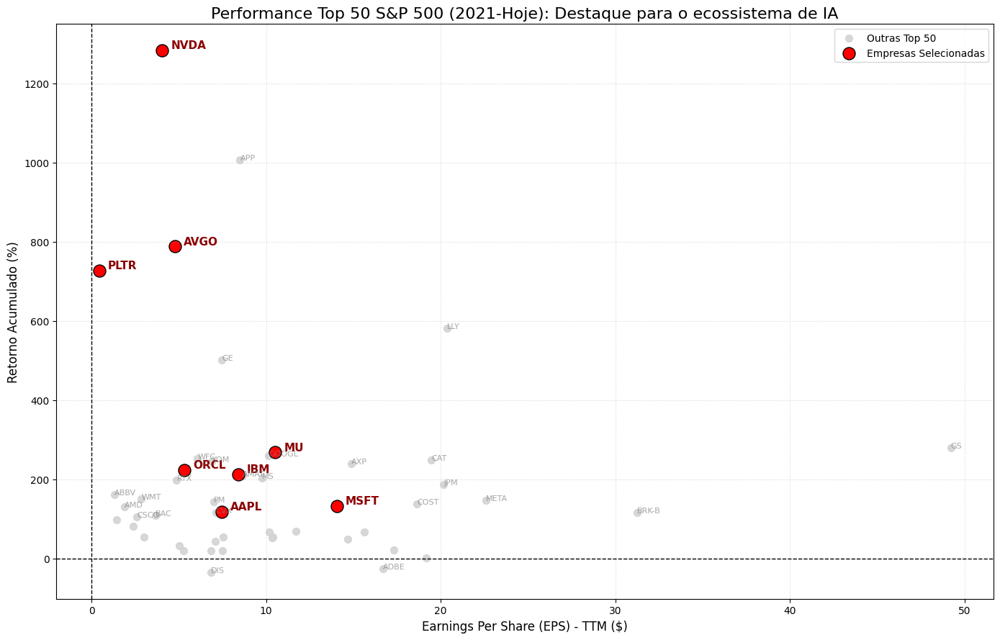 Performance Top 50 S&P 500 (2021-Hoje): Destaque para o ecossistema de IA
Outras Top 50
Empresas Selecionadas
Retorno Acumulado (%)
1200
1000
800
600
400
200
0
NVDA
APP
AVGO
PLTR
LLY
GE
GS
MU
GOOGL
WFC
XOM
CAT
AXP
ORCL
IBM
AMAT
MS
RTX
JPM
ABBV
WMT
PM
MSFT
META
COST
AMD
AAPL
CSCO
BAC
BRK-B
ADBE
DIS
0
10
20
30
40
50
Earnings Per Share (EPS) - TTM ($)